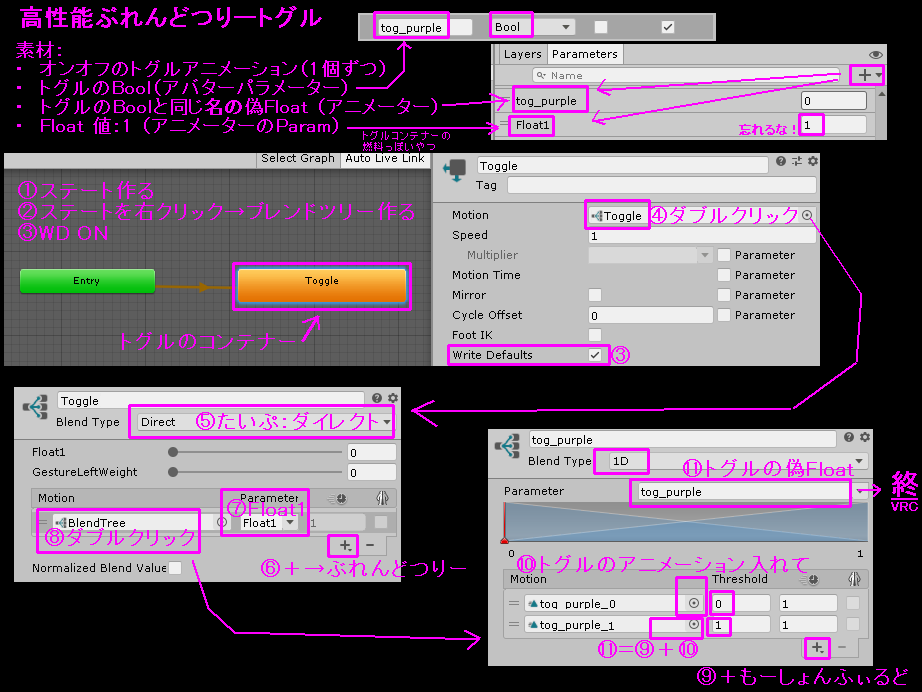 高性能ぷれんどつりートグル
tog_purple
Bool
素材:
・ オンオフのトグルアニメーション(1個ずつ)
・ トグルのBool(アバターパラメーター)
・ トグルのBoolと同じ名の偽Float (アニメーター)
・ Float 値:1 (アニメーターのParam)
トグルコンテナーの
燃料っぽいやつ
Layers Parameters
Name
+
tog_purple 0
Float1 忘れるな! 1
Select Graph Auto Live Link
①ステート作る
②ステートを右クリック→ブレンドツリー 作る
③WD ON
Entry
Toggle
トグルのコンテナー
Toggle
Tag
Motion Toggle ④ダブルクリック
Speed 1
Multiplier Parameter
Motion Time Parameter
Mirror Parameter
Cycle Offset 0 Parameter
Foot IK
Write Defaults ③
Toggle
Blend Type Direct ⑤たいぷ:ダイレクト
Float1 0
GestureLeftWeight 0
Motion Parameter
⑦Float1
BlendTree Float1 1
⑧ダブルクリック
+ −
⑥+→ぶれんどつりー
Normalized Blend Value
tog_purple
Blend Type 1D
⑪トグルの偽Float
Parameter tog_purple
終
VRC
0 1
⑩トグルのアニメーション入れて
Motion Threshold
tog_purple_0 0 1
tog_purple_1 1 1
⑪=⑨+⑩
+ −
⑨+もーしょんふぃるど